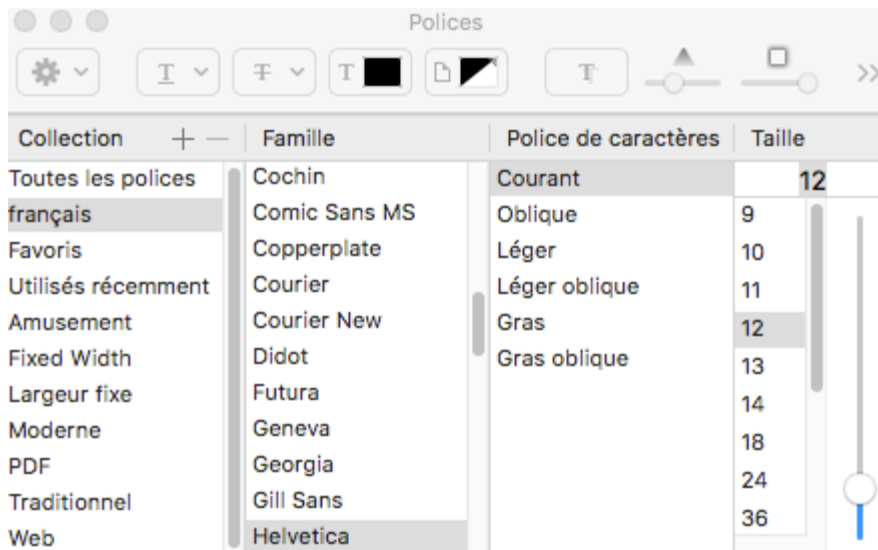 Polices
Collection + — Famille Police de caractères Taille
Toutes les polices
français
Favoris
Utilisés récemment
Amusement
Fixed Width
Largeur fixe
Moderne
PDF
Traditionnel
Web
Cochin
Comic Sans MS
Copperplate
Courier
Courier New
Didot
Futura
Geneva
Georgia
Gill Sans
Helvetica
Courant
Oblique
Léger
Léger oblique
Gras
Gras oblique
12
9
10
11
12
13
14
18
24
36